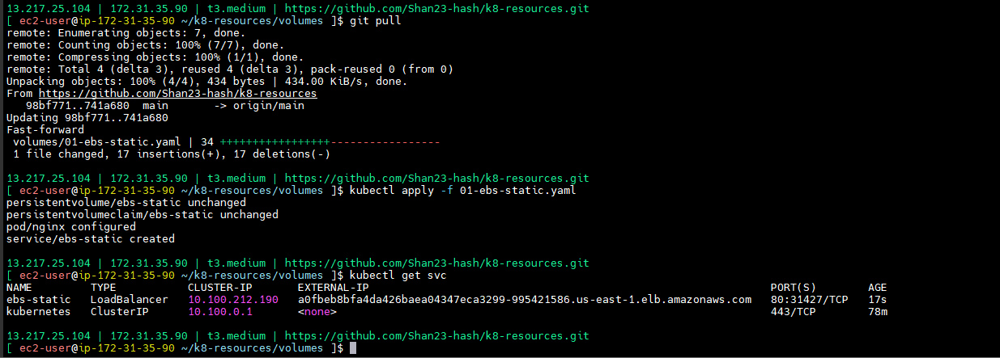 13.217.25.104 | 172.31.35.90 | t3.medium | https://github.com/Shan23-hash/k8-resources.git
[ ec2-user@ip-172-31-35-90 ~/k8-resources/volumes ]$ git pull
remote: Enumerating objects: 7, done.
remote: Counting objects: 100% (7/7), done.
remote: Compressing objects: 100% (1/1), done.
remote: Total 4 (delta 3), reused 4 (delta 3), pack-reused 0 (from 0)
Unpacking objects: 100% (4/4), 434 bytes | 434.00 KiB/s, done.
From https://github.com/Shan23-hash/k8-resources
   98bf771..741a680  main       -> origin/main
Updating 98bf771..741a680
Fast-forward
 volumes/01-ebs-static.yaml | 34 +++++++++++++++++-----------------
 1 file changed, 17 insertions(+), 17 deletions(-)
13.217.25.104 | 172.31.35.90 | t3.medium | https://github.com/Shan23-hash/k8-resources.git
[ ec2-user@ip-172-31-35-90 ~/k8-resources/volumes ]$ kubectl apply -f 01-ebs-static.yaml
persistentvolume/ebs-static unchanged
persistentvolumeclaim/ebs-static unchanged
pod/nginx configured
service/ebs-static created
13.217.25.104 | 172.31.35.90 | t3.medium | https://github.com/Shan23-hash/k8-resources.git
[ ec2-user@ip-172-31-35-90 ~/k8-resources/volumes ]$ kubectl get svc
NAME         TYPE           CLUSTER-IP       EXTERNAL-IP                                                              PORT(S)        AGE
ebs-static   LoadBalancer   10.100.212.190   a0fbeb8bfa4da426baea04347eca3299-995421586.us-east-1.elb.amazonaws.com   80:31427/TCP   17s
kubernetes   ClusterIP      10.100.0.1       <none>                                                                   443/TCP        78m
13.217.25.104 | 172.31.35.90 | t3.medium | https://github.com/Shan23-hash/k8-resources.git
[ ec2-user@ip-172-31-35-90 ~/k8-resources/volumes ]$